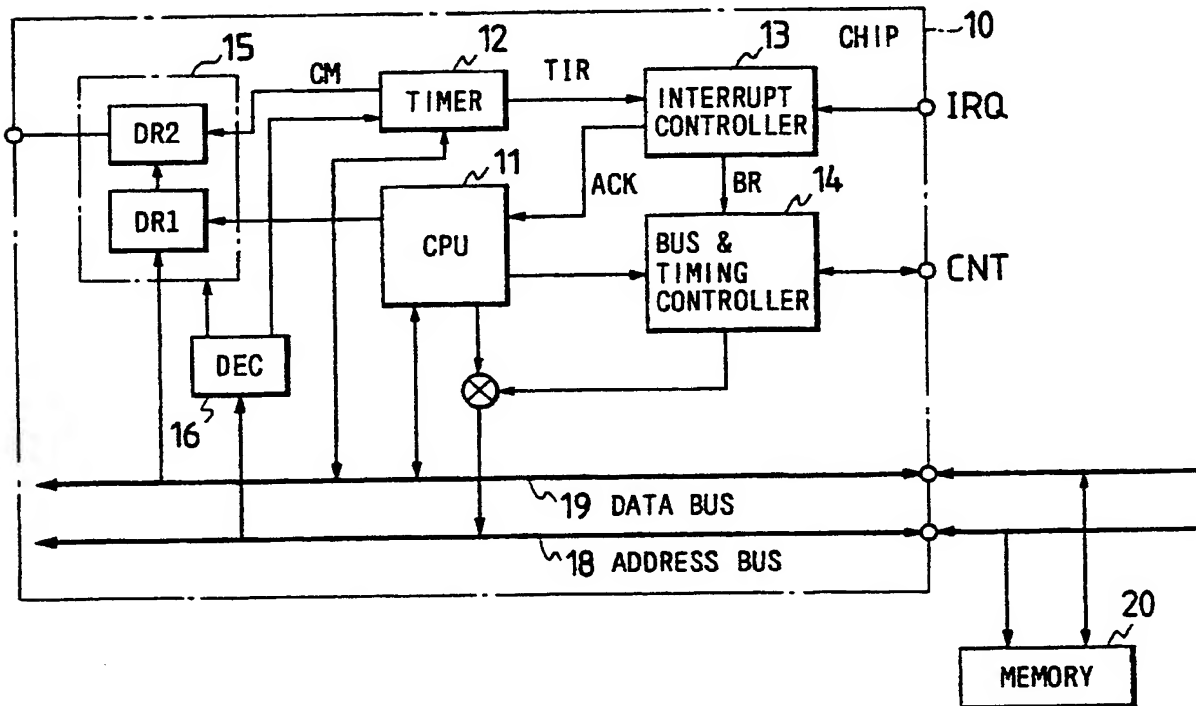 CHIP
10
15
12
13
CM
TIMER
TIR
INTERRUPT
CONTROLLER
IRQ
DR2
11
ACK
BR
14
DR1
CPU
BUS &
TIMING
CONTROLLER
CNT
DEC
16
19 DATA BUS
18 ADDRESS BUS
20
MEMORY